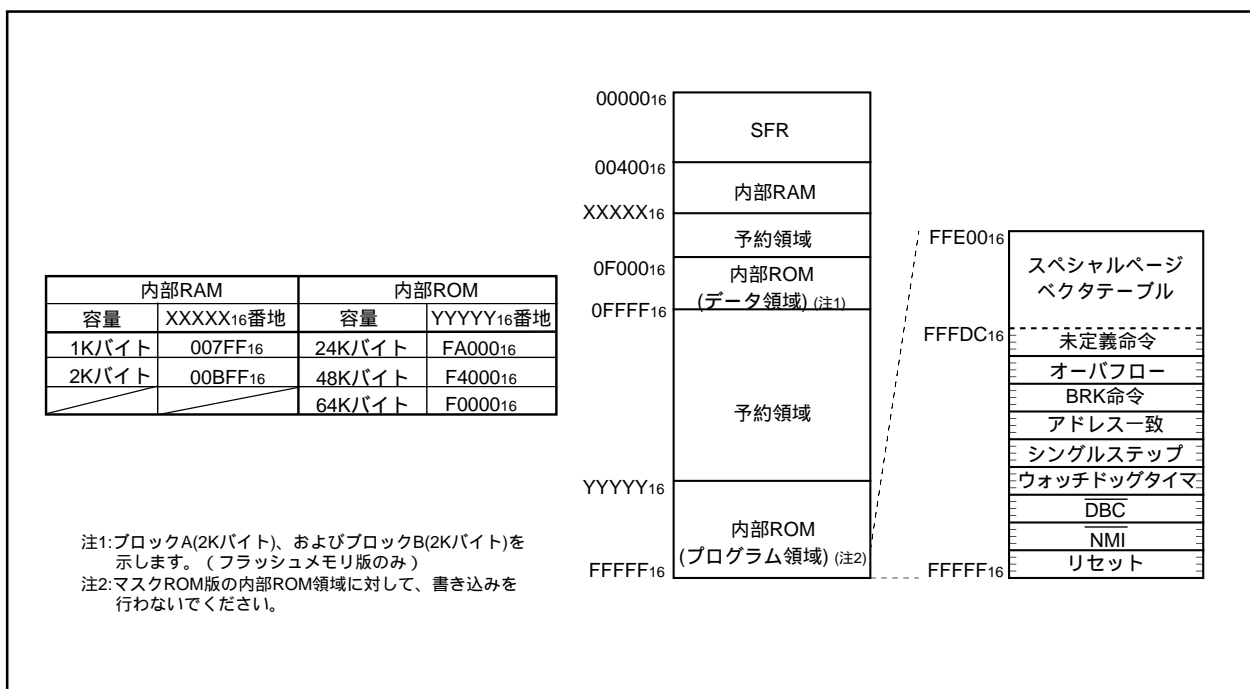 内部RAM 内部ROM
容量 XXXXX16番地 容量 YYYYY16番地
1Kバイト 007FF16 24Kバイト FA00016
2Kバイト 00BFF16 48Kバイト F400016
64Kバイト F000016
注1:ブロックA(2Kバイト)、およびブロックB(2Kバイト)を
示します。（フラッシュメモリ版のみ）
注2:マスクROM版の内部ROM領域に対して、書き込みを
行わないでください。
0000016
SFR
0040016
内部RAM
XXXXX16
予約領域
0F00016
内部ROM
(データ領域) (注1)
0FFFF16
予約領域
YYYYY16
内部ROM
(プログラム領域) (注2)
FFFFF16
FFE0016
スペシャルページ
ベクタテーブル
FFFDC16
未定義命令
オーバフロー
BRK命令
アドレス一致
シングルステップ
ウォッチドッグタイマ
DBC
NMI
リセット
FFFFF16